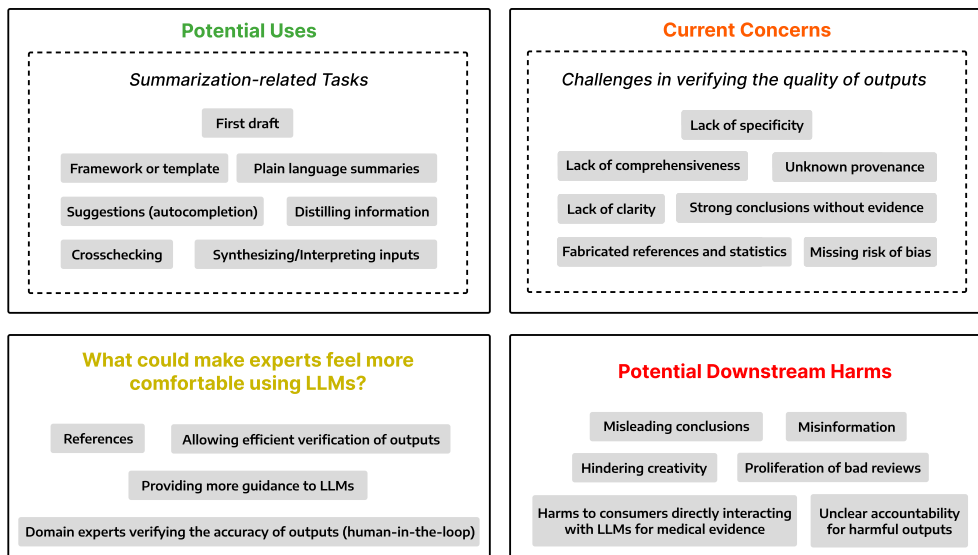 Potential Uses
Summarization-related Tasks
First draft
Framework or template
Plain language summaries
Suggestions (autocompletion)
Distilling information
Crosschecking
Synthesizing/Interpreting inputs
Current Concerns
Challenges in verifying the quality of outputs
Lack of specificity
Lack of comprehensiveness
Unknown provenance
Lack of clarity
Strong conclusions without evidence
Fabricated references and statistics
Missing risk of bias
What could make experts feel more
comfortable using LLMs?
References
Allowing efficient verification of outputs
Providing more guidance to LLMs
Domain experts verifying the accuracy of outputs (human-in-the-loop)
Potential Downstream Harms
Misleading conclusions
Misinformation
Hindering creativity
Proliferation of bad reviews
Harms to consumers directly interacting
with LLMs for medical evidence
Unclear accountability
for harmful outputs